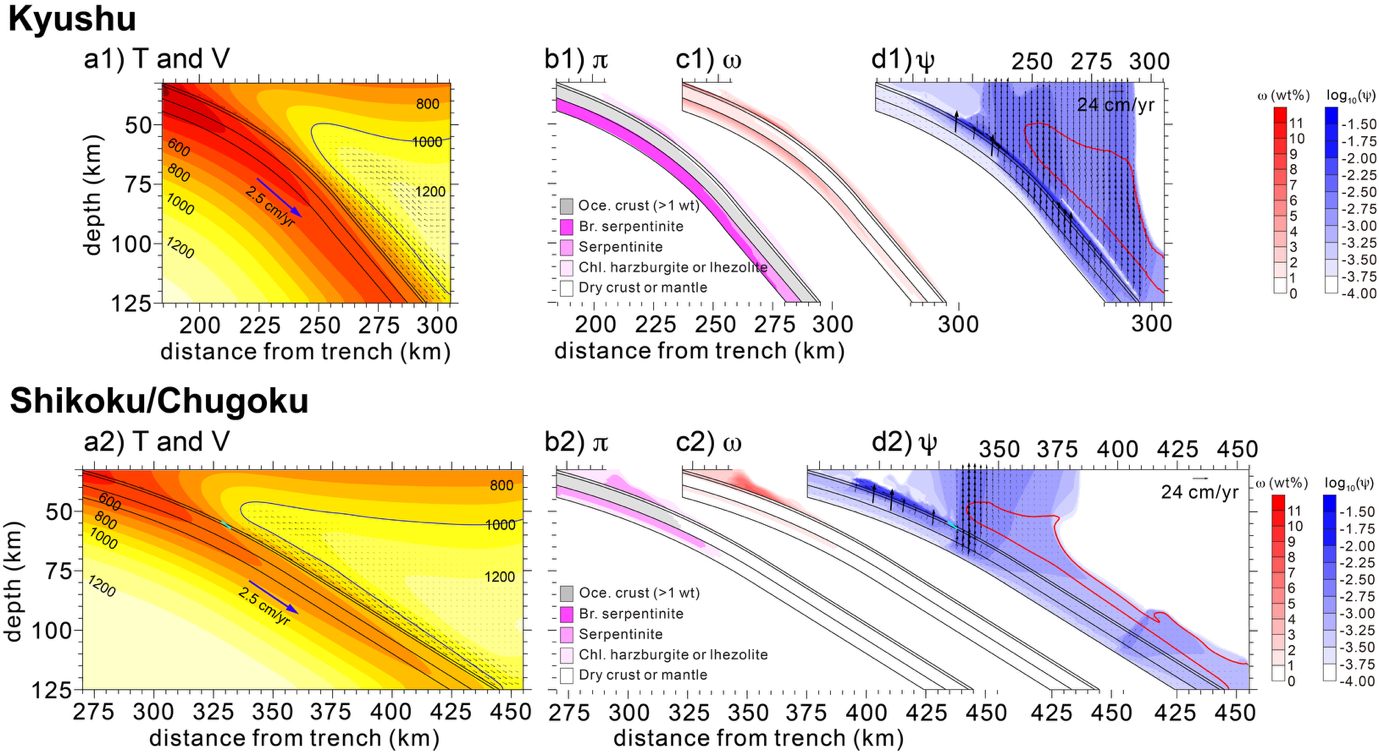 Kyushu
a1) T and V
b1) π
c1) ω
d1) ψ
250 275 300
ω (wt%)
log₁₀(ψ)
24 cm/yr
800
1000
1200
600
800
1000
1200
2.5 cm/yr
50
75
100
125
depth (km)
200 225 250 275 300
distance from trench (km)
Oce. crust (>1 wt)
Br. serpentinite
Serpentinite
Chl. harzburgite or lhezolite
Dry crust or mantle
200 225 250 275 300
distance from trench (km)
300
300
11
10
9
8
7
6
5
4
3
2
1
0
-1.50
-1.75
-2.00
-2.25
-2.50
-2.75
-3.00
-3.25
-3.50
-3.75
-4.00
Shikoku/Chugoku
a2) T and V
b2) π
c2) ω
d2) ψ
350 375 400 425 450
ω (wt%)
log₁₀(ψ)
24 cm/yr
800
1000
1200
600
800
1000
1200
2.5 cm/yr
50
75
100
125
depth (km)
275 300 325 350 375 400 425 450
distance from trench (km)
Oce. crust (>1 wt)
Br. serpentinite
Serpentinite
Chl. harzburgite or lhezolite
Dry crust or mantle
275 300 325 350 375 400 425 450
distance from trench (km)
450
450
11
10
9
8
7
6
5
4
3
2
1
0
-1.50
-1.75
-2.00
-2.25
-2.50
-2.75
-3.00
-3.25
-3.50
-3.75
-4.00